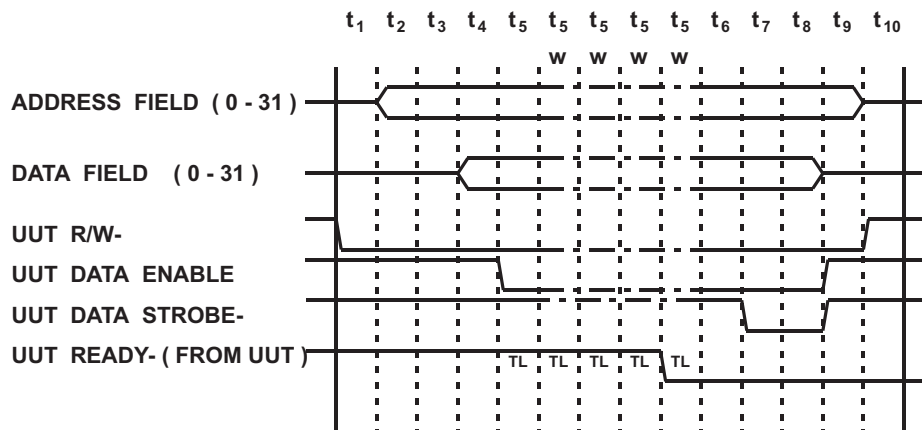 t1 t2 t3 t4 t5 t5 t5 t5 t5 t6 t7 t8 t9 t10
w w w w
ADDRESS FIELD ( 0 - 31 )
DATA FIELD ( 0 - 31 )
UUT R/W-
UUT DATA ENABLE
UUT DATA STROBE-
UUT READY- ( FROM UUT )
TL TL TL TL TL